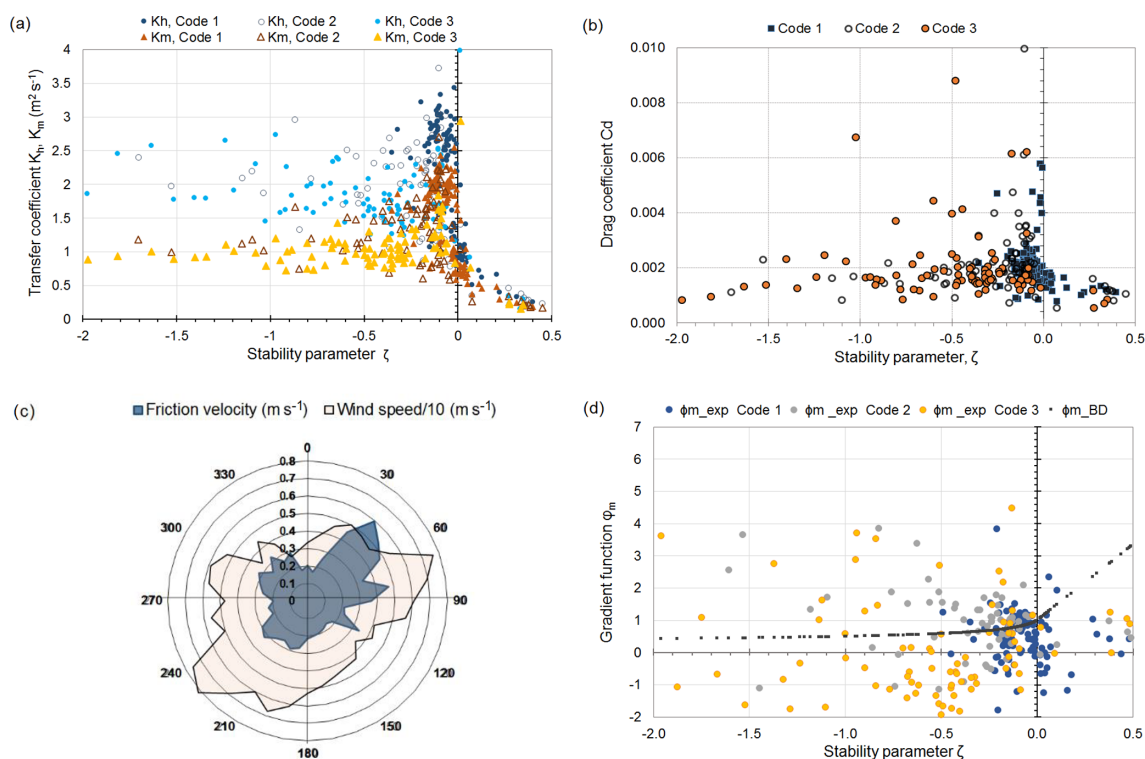 (a)
Kh, Code 1 Kh, Code 2 Kh, Code 3
Km, Code 1 Km, Code 2 Km, Code 3
Transfer coefficient Kh, Km (m² s⁻¹)
4
3.5
3
2.5
2
1.5
1
0.5
0
-2 -1.5 -1 -0.5 0 0.5
Stability parameter ζ
(b)
Code 1 Code 2 Code 3
Drag coefficient Cd
0.010
0.008
0.006
0.004
0.002
0.000
-2.0 -1.5 -1.0 -0.5 0.0 0.5
Stability parameter, ζ
(c)
Friction velocity (m s⁻¹) Wind speed/10 (m s⁻¹)
0
30
60
90
120
150
180
210
240
270
300
330
0.8
0.7
0.6
0.5
0.4
0.3
0.2
0.1
0
(d)
ϕm_exp Code 1 ϕm _exp Code 2 ϕm _exp Code 3 ϕm_BD
Gradient function φm
7
6
5
4
3
2
1
0
-1
-2
-2.0 -1.5 -1.0 -0.5 0.0 0.5
Stability parameter ζ